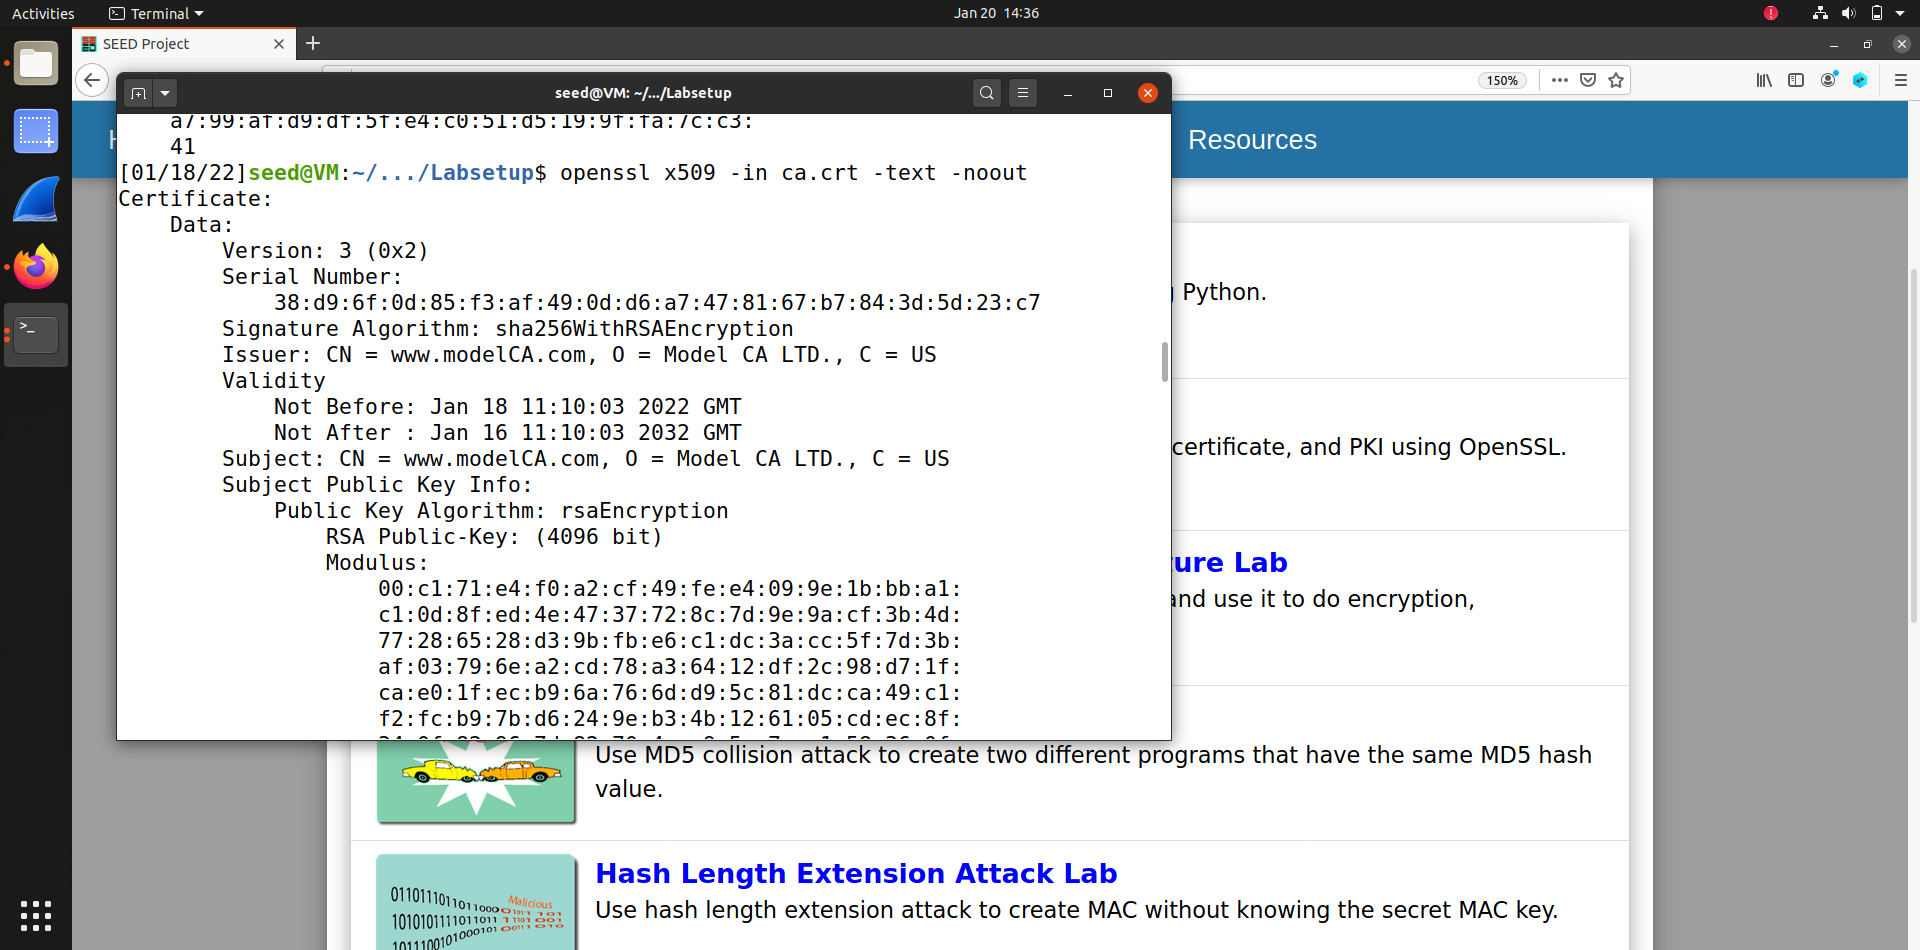 Activities
Terminal
Jan 20 14:36
SEED Project
150%
seed@VM: ~/.../Labsetup
Resources
a7:99:af:d9:df:5f:e4:c0:51:d5:19:9f:fa:7c:c3:
41
[01/18/22]seed@VM:~/.../Labsetup$ openssl x509 -in ca.crt -text -noout
Certificate:
Data:
Version: 3 (0x2)
Serial Number:
38:d9:6f:0d:85:f3:af:49:0d:d6:a7:47:81:67:b7:84:3d:5d:23:c7
Signature Algorithm: sha256WithRSAEncryption
Issuer: CN = www.modelCA.com, O = Model CA LTD., C = US
Validity
Not Before: Jan 18 11:10:03 2022 GMT
Not After : Jan 16 11:10:03 2032 GMT
Subject: CN = www.modelCA.com, O = Model CA LTD., C = US
Subject Public Key Info:
Public Key Algorithm: rsaEncryption
RSA Public-Key: (4096 bit)
Modulus:
00:c1:71:e4:f0:a2:cf:49:fe:e4:09:9e:1b:bb:a1:
c1:0d:8f:ed:4e:47:37:72:8c:7d:9e:9a:cf:3b:4d:
77:28:65:28:d3:9b:fb:e6:c1:dc:3a:cc:5f:7d:3b:
af:03:79:6e:a2:cd:78:a3:64:12:df:2c:98:d7:1f:
ca:e0:1f:ec:b9:6a:76:6d:d9:5c:81:dc:ca:49:c1:
f2:fc:b9:7b:d6:24:9e:b3:4b:12:61:05:cd:ec:8f:
Python.
certificate, and PKI using OpenSSL.
ture Lab
and use it to do encryption,
Use MD5 collision attack to create two different programs that have the same MD5 hash
value.
Hash Length Extension Attack Lab
Use hash length extension attack to create MAC without knowing the secret MAC key.
Malicious